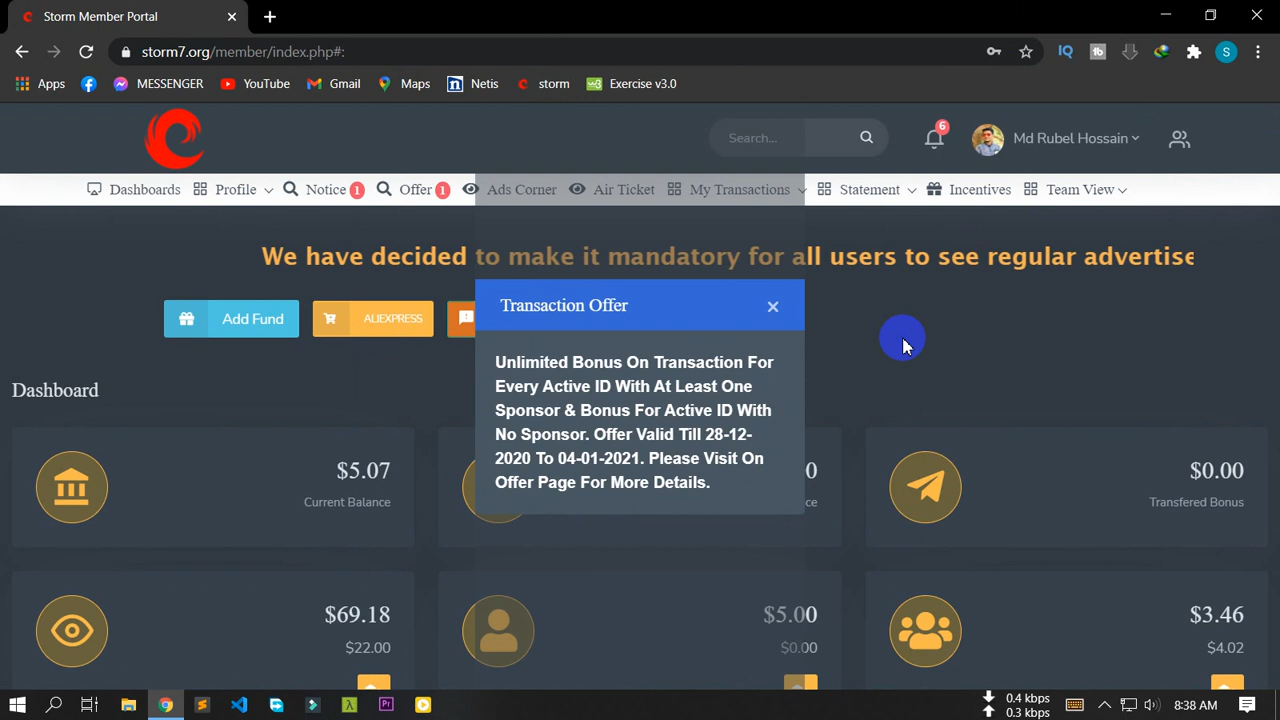 Storm Member Portal
storm7.org/member/index.php#:
Apps MESSENGER YouTube Gmail Maps Netis storm Exercise v3.0
Search... 6 Md Rubel Hossain
Dashboards Profile Notice 1 Offer 1 Ads Corner Air Ticket My Transactions Statement Incentives Team View
We have decided to make it mandatory for all users to see regular advertise
Add Fund ALIEXPRESS
Transaction Offer
Unlimited Bonus On Transaction For
Every Active ID With At Least One
Sponsor & Bonus For Active ID With
No Sponsor. Offer Valid Till 28-12-
2020 To 04-01-2021. Please Visit On
Offer Page For More Details.
Dashboard
$5.07
Current Balance
$0.00
Transfered Bonus
$69.18
$22.00
$5.00
$0.00
$3.46
$4.02
0.4 kbps
0.3 kbps
8:38 AM